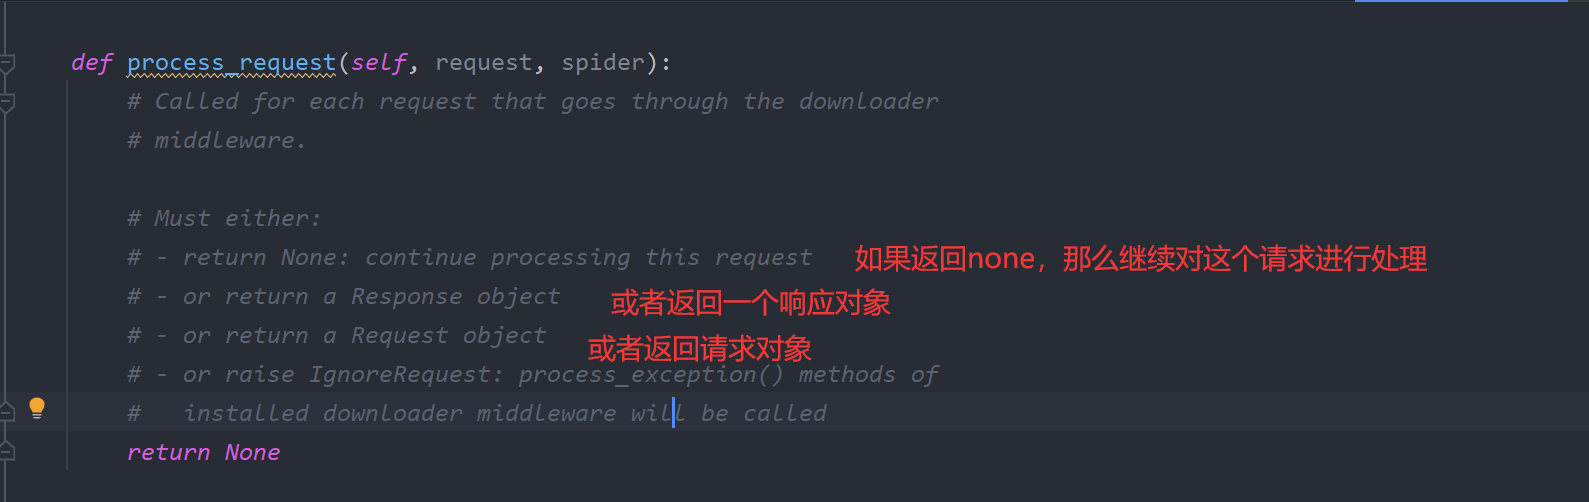 def process_request(self, request, spider):
# Called for each request that goes through the downloader
# middleware.
# Must either:
# - return None: continue processing this request 如果返回none，那么继续对这个请求进行处理
# - or return a Response object 或者返回一个响应对象
# - or return a Request object 或者返回请求对象
# - or raise IgnoreRequest: process_exception() methods of
#   installed downloader middleware will be called
return None